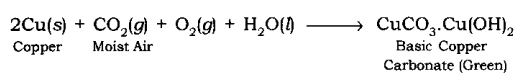 2Cu(s) + CO₂(g) + O₂(g) + H₂O(l) ⟶ CuCO₃.Cu(OH)₂
Copper Moist Air Basic Copper
Carbonate (Green)